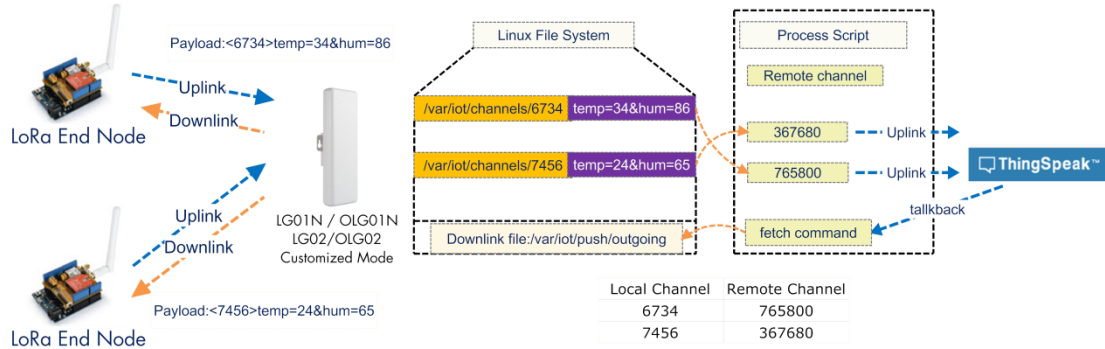 Payload:<6734>temp=34&hum=86
Uplink
Downlink
LoRa End Node
Uplink
Downlink
Payload:<7456>temp=24&hum=65
LoRa End Node
LG01N / OLG01N
LG02/OLG02
Customized Mode
Linux File System
/var/iot/channels/6734 temp=34&hum=86
/var/iot/channels/7456 temp=24&hum=65
Downlink file:/var/iot/push/outgoing
Process Script
Remote channel
367680
Uplink
765800
Uplink
ThingSpeak™
tallkback
fetch command
Local Channel Remote Channel
6734 765800
7456 367680